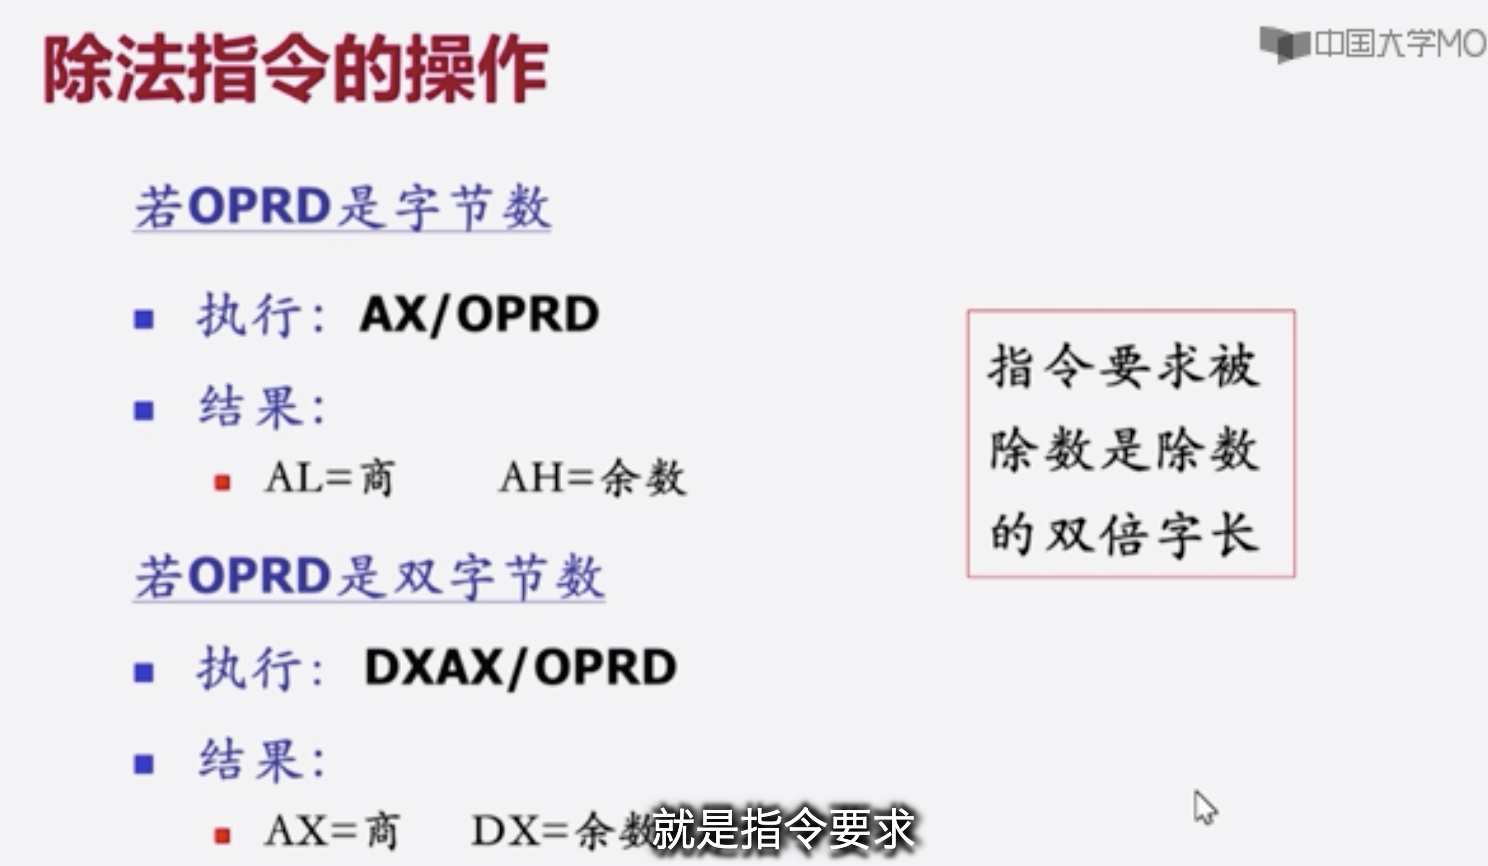 除法指令的操作
中国大学MO
若OPRD是字节数
执行：AX/OPRD
结果：
AL=商 AH=余数
若OPRD是双字节数
执行：DXAX/OPRD
结果：
AX=商 DX=余数
指令要求被
除数是除数
的双倍字长
就是指令要求